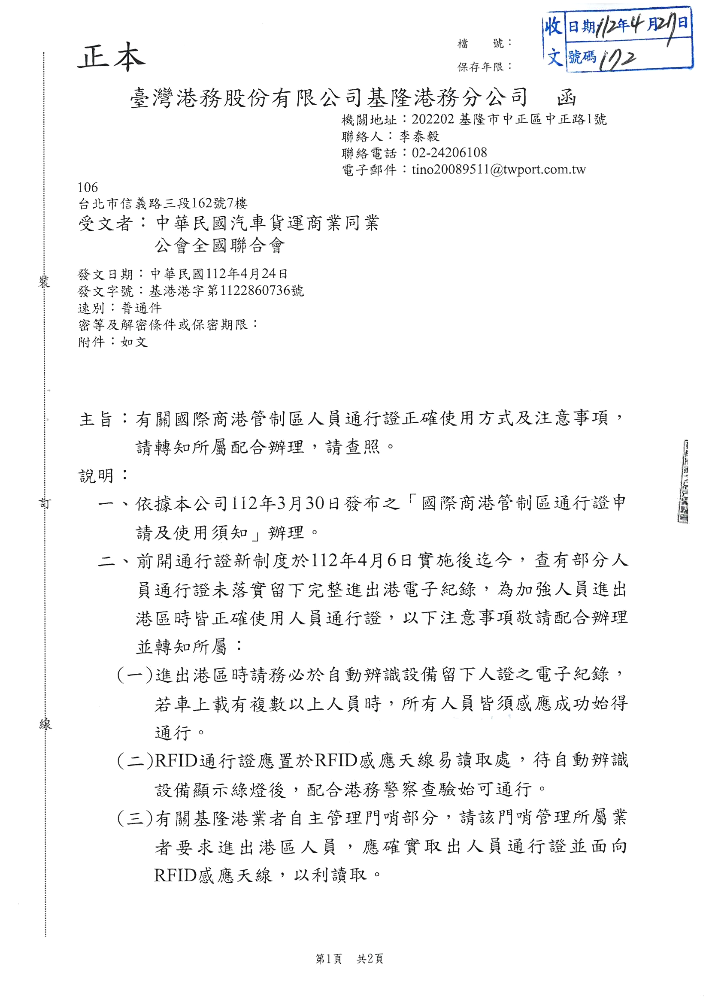 收文 日期 112年4月27日
號碼 172
正本
檔　　號：
保存年限：
臺灣港務股份有限公司基隆港務分公司　函
機關地址：202202 基隆市中正區中正路1號
聯絡人：李泰毅
聯絡電話：02-24206108
電子郵件：tino20089511@twport.com.tw
106
台北市信義路三段162號7樓
受文者：中華民國汽車貨運商業同業
公會全國聯合會
發文日期：中華民國112年4月24日
發文字號：基港港字第1122860736號
速別：普通件
密等及解密條件或保密期限：
附件：如文
主旨：有關國際商港管制區人員通行證正確使用方式及注意事項，
請轉知所屬配合辦理，請查照。
說明：
一、依據本公司112年3月30日發布之「國際商港管制區通行證申
請及使用須知」辦理。
二、前開通行證新制度於112年4月6日實施後迄今，查有部分人
員通行證未落實留下完整進出港電子紀錄，為加強人員進出
港區時皆正確使用人員通行證，以下注意事項敬請配合辦理
並轉知所屬：
(一)進出港區時請務必於自動辨識設備留下人證之電子紀錄，
若車上載有複數以上人員時，所有人員皆須感應成功始得
通行。
(二)RFID通行證應置於RFID感應天線易讀取處，待自動辨識
設備顯示綠燈後，配合港務警察查驗始可通行。
(三)有關基隆港業者自主管理門哨部分，請該門哨管理所屬業
者要求進出港區人員，應確實取出人員通行證並面向
RFID感應天線，以利讀取。
裝
訂
線
第1頁　共2頁